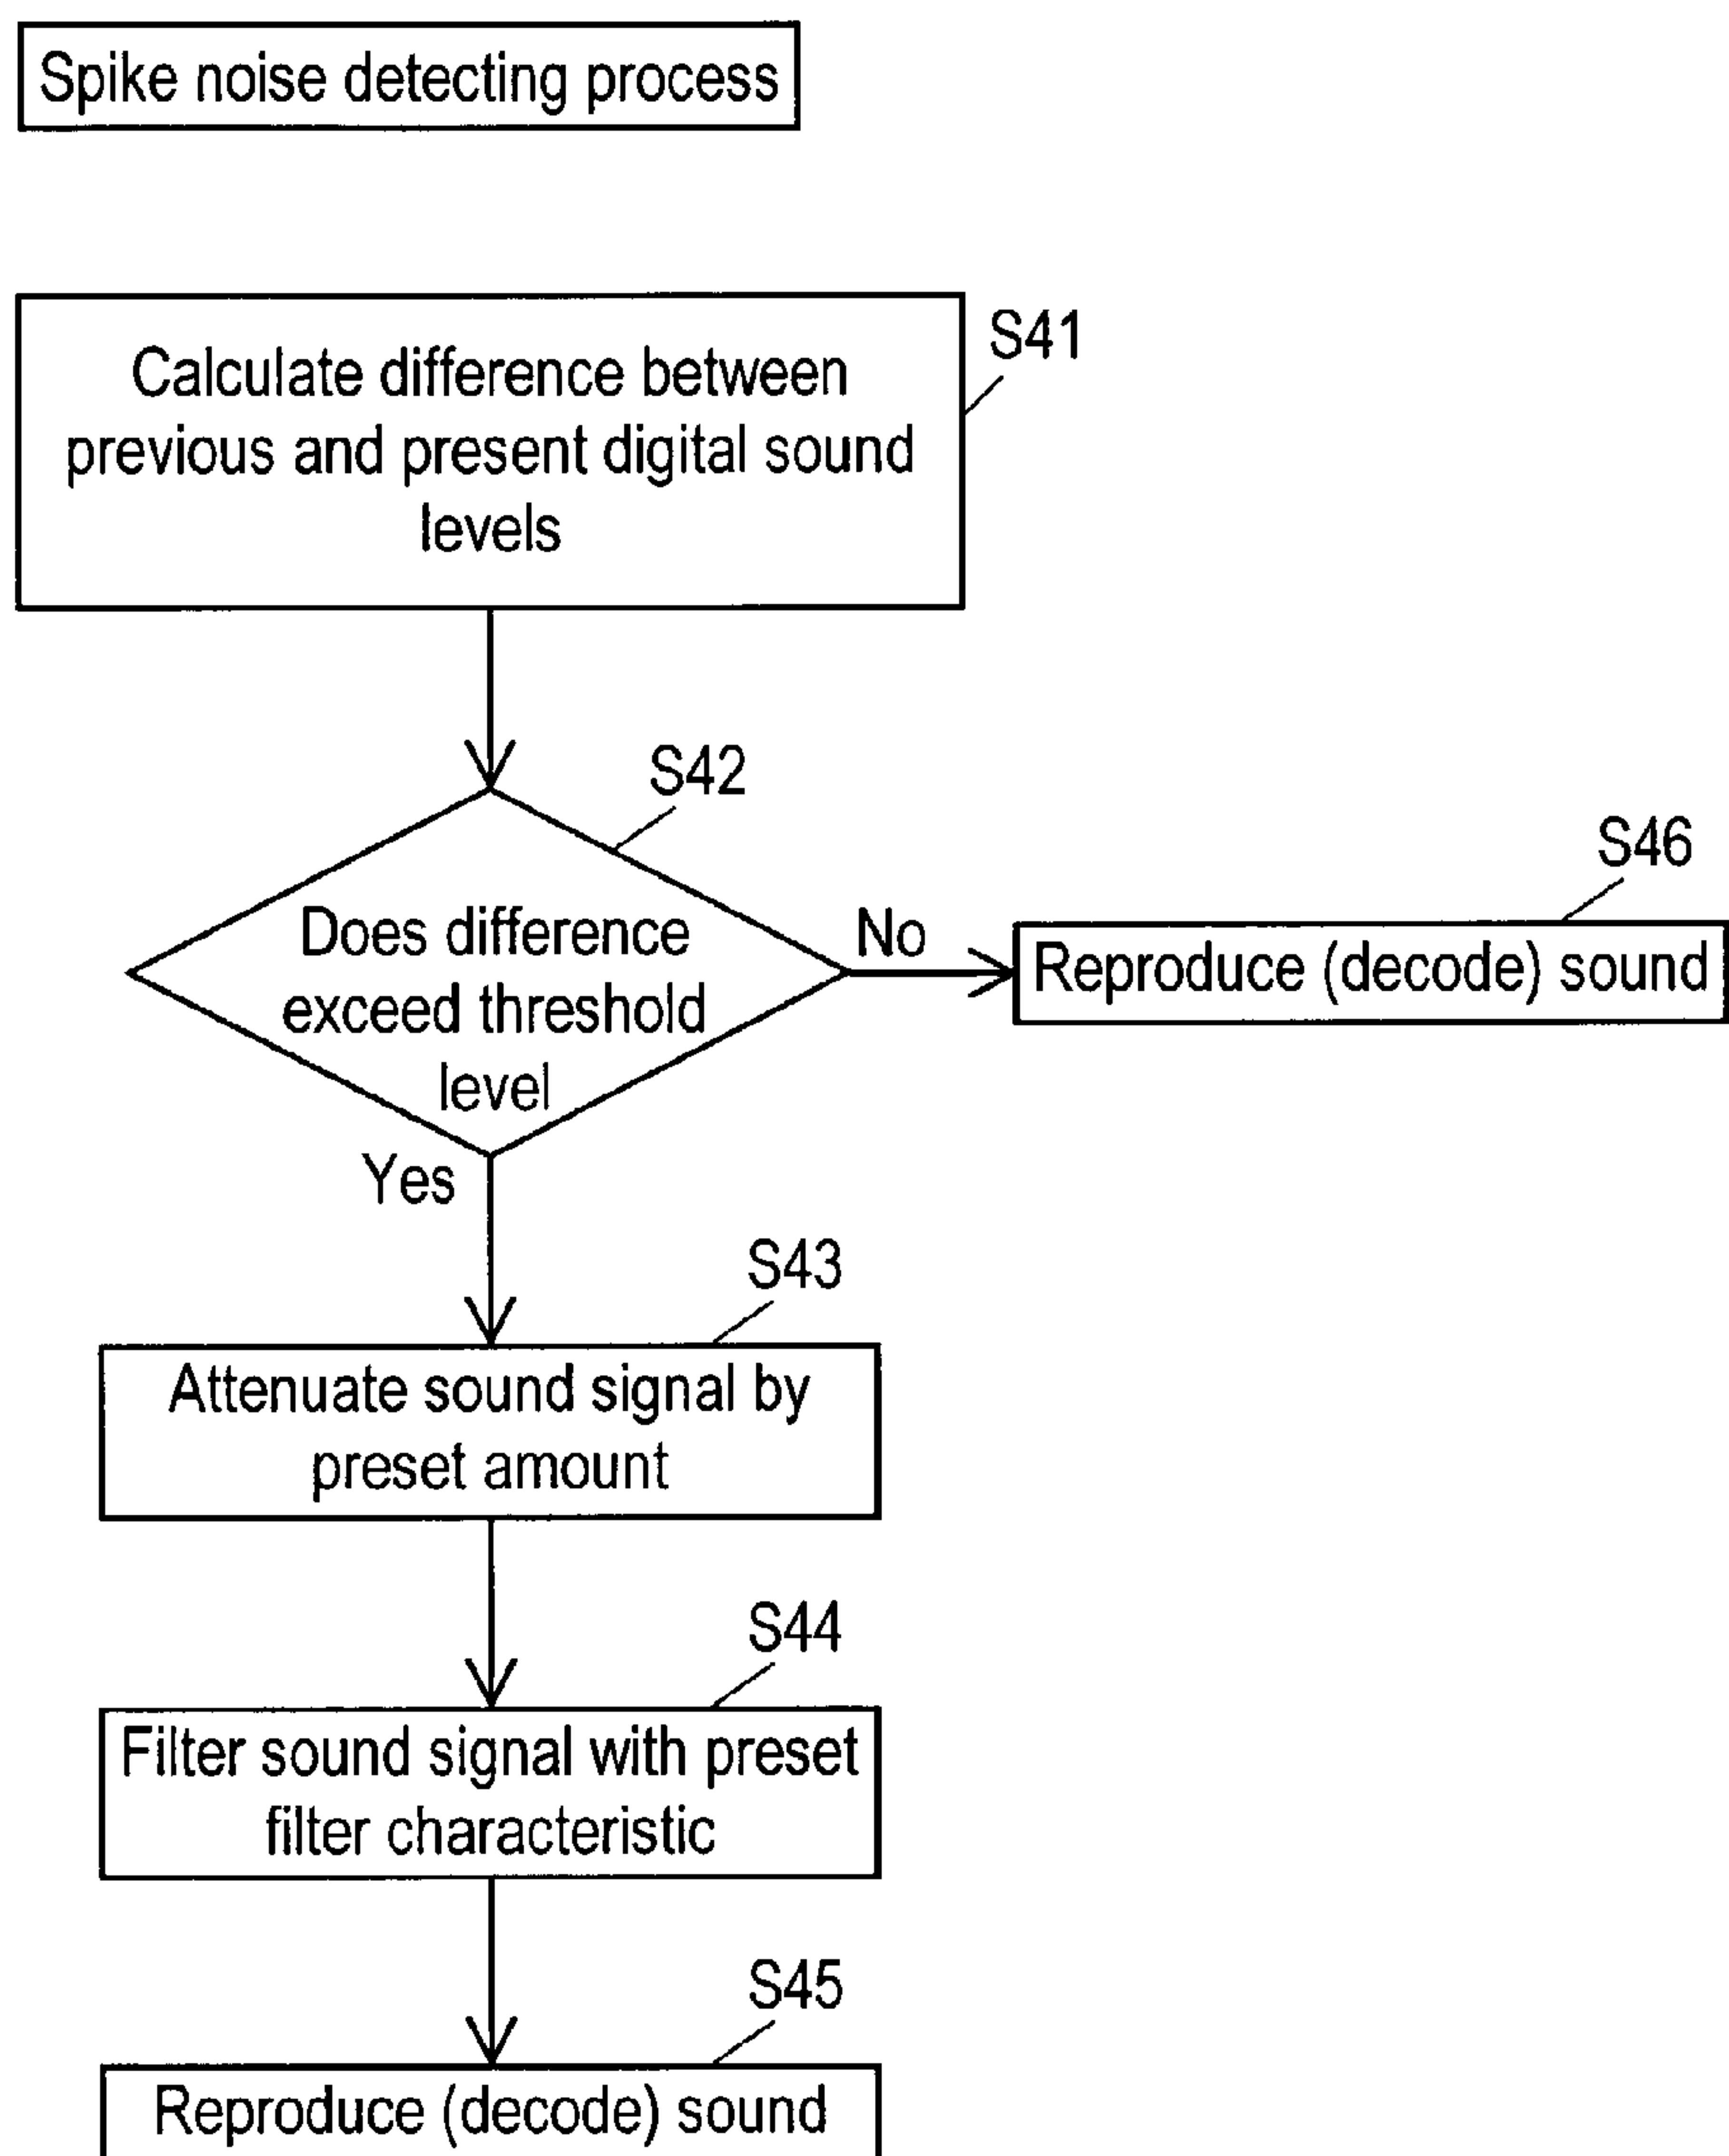 Spike noise detecting process
S41
Calculate difference between
previous and present digital sound
levels
S42
Does difference
exceed threshold
level
No
S46
Reproduce (decode) sound
Yes
S43
Attenuate sound signal by
preset amount
S44
Filter sound signal with preset
filter characteristic
S45
Reproduce (decode) sound